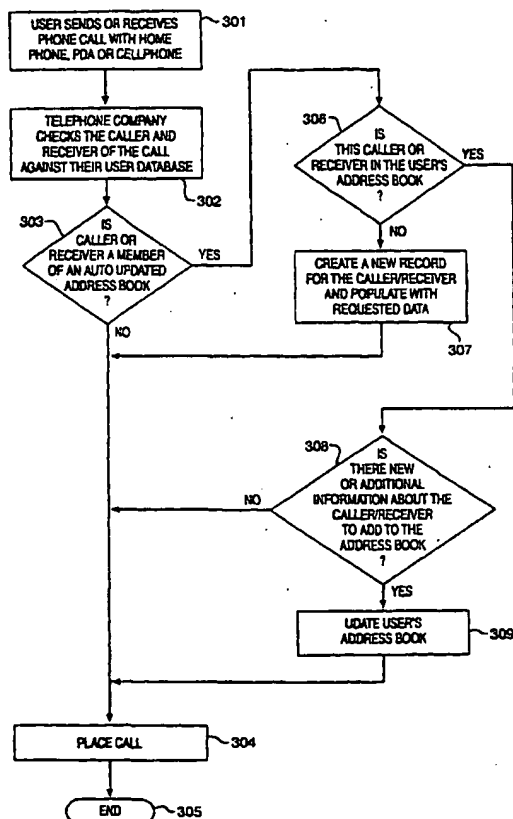 USER SENDS OR RECEIVES
PHONE CALL WITH HOME
PHONE, PDA OR CELLPHONE
301
TELEPHONE COMPANY
CHECKS THE CALLER AND
RECEIVER OF THE CALL
AGAINST THEIR USER DATABASE
302
303
IS
CALLER OR
RECEIVER A MEMBER
OF AN AUTO UPDATED
ADDRESS BOOK
?
YES
NO
306
IS
THIS CALLER OR
RECEIVER IN THE USER'S
ADDRESS BOOK
?
YES
NO
CREATE A NEW RECORD
FOR THE CALLER/RECEIVER
AND POPULATE WITH
REQUESTED DATA
307
308
IS
THERE NEW
OR ADDITIONAL
INFORMATION ABOUT THE
CALLER/RECEIVER
TO ADD TO THE
ADDRESS BOOK
?
NO
YES
UDATE USER'S
ADDRESS BOOK
309
PLACE CALL
304
END
305